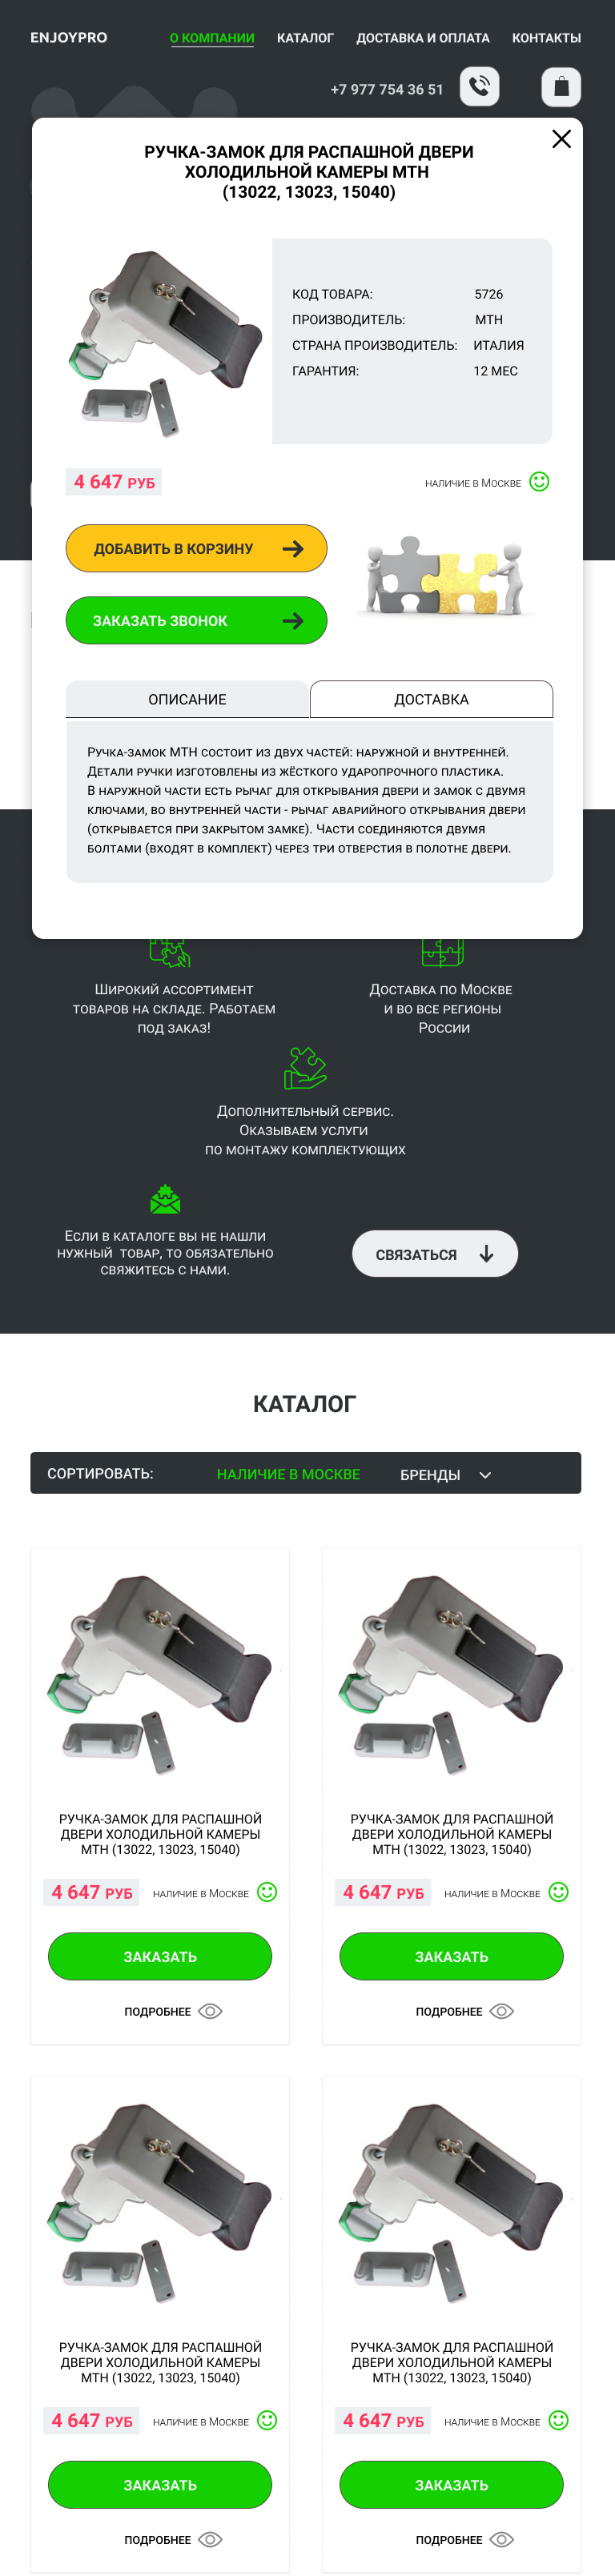 ENJOYPRO
О КОМПАНИИ КАТАЛОГ ДОСТАВКА И ОПЛАТА КОНТАКТЫ
+7 977 754 36 51
РУЧКА-ЗАМОК ДЛЯ РАСПАШНОЙ ДВЕРИ
ХОЛОДИЛЬНОЙ КАМЕРЫ МТН
(13022, 13023, 15040)
КОД ТОВАРА: 5726
ПРОИЗВОДИТЕЛЬ: МТН
СТРАНА ПРОИЗВОДИТЕЛЬ: ИТАЛИЯ
ГАРАНТИЯ: 12 МЕС
4 647 РУБ
наличие в Москве
ДОБАВИТЬ В КОРЗИНУ
ЗАКАЗАТЬ ЗВОНОК
ОПИСАНИЕ
ДОСТАВКА
Ручка-замок МТН состоит из двух частей: наружной и внутренней.
Детали ручки изготовлены из жёсткого ударопрочного пластика.
В наружной части есть рычаг для открывания двери и замок с двумя
ключами, во внутренней части - рычаг аварийного открывания двери
(открывается при закрытом замке). Части соединяются двумя
болтами (входят в комплект) через три отверстия в полотне двери.
Широкий ассортимент
товаров на складе. Работаем
под заказ!
Доставка по Москве
и во все регионы
России
Дополнительный сервис.
Оказываем услуги
по монтажу комплектующих
Если в каталоге вы не нашли
нужный товар, то обязательно
свяжитесь с нами.
СВЯЗАТЬСЯ
КАТАЛОГ
СОРТИРОВАТЬ: НАЛИЧИЕ В МОСКВЕ БРЕНДЫ
РУЧКА-ЗАМОК ДЛЯ РАСПАШНОЙ
ДВЕРИ ХОЛОДИЛЬНОЙ КАМЕРЫ
МТН (13022, 13023, 15040)
4 647 РУБ
наличие в Москве
ЗАКАЗАТЬ
ПОДРОБНЕЕ
РУЧКА-ЗАМОК ДЛЯ РАСПАШНОЙ
ДВЕРИ ХОЛОДИЛЬНОЙ КАМЕРЫ
МТН (13022, 13023, 15040)
4 647 РУБ
наличие в Москве
ЗАКАЗАТЬ
ПОДРОБНЕЕ
РУЧКА-ЗАМОК ДЛЯ РАСПАШНОЙ
ДВЕРИ ХОЛОДИЛЬНОЙ КАМЕРЫ
МТН (13022, 13023, 15040)
4 647 РУБ
наличие в Москве
ЗАКАЗАТЬ
ПОДРОБНЕЕ
РУЧКА-ЗАМОК ДЛЯ РАСПАШНОЙ
ДВЕРИ ХОЛОДИЛЬНОЙ КАМЕРЫ
МТН (13022, 13023, 15040)
4 647 РУБ
наличие в Москве
ЗАКАЗАТЬ
ПОДРОБНЕЕ